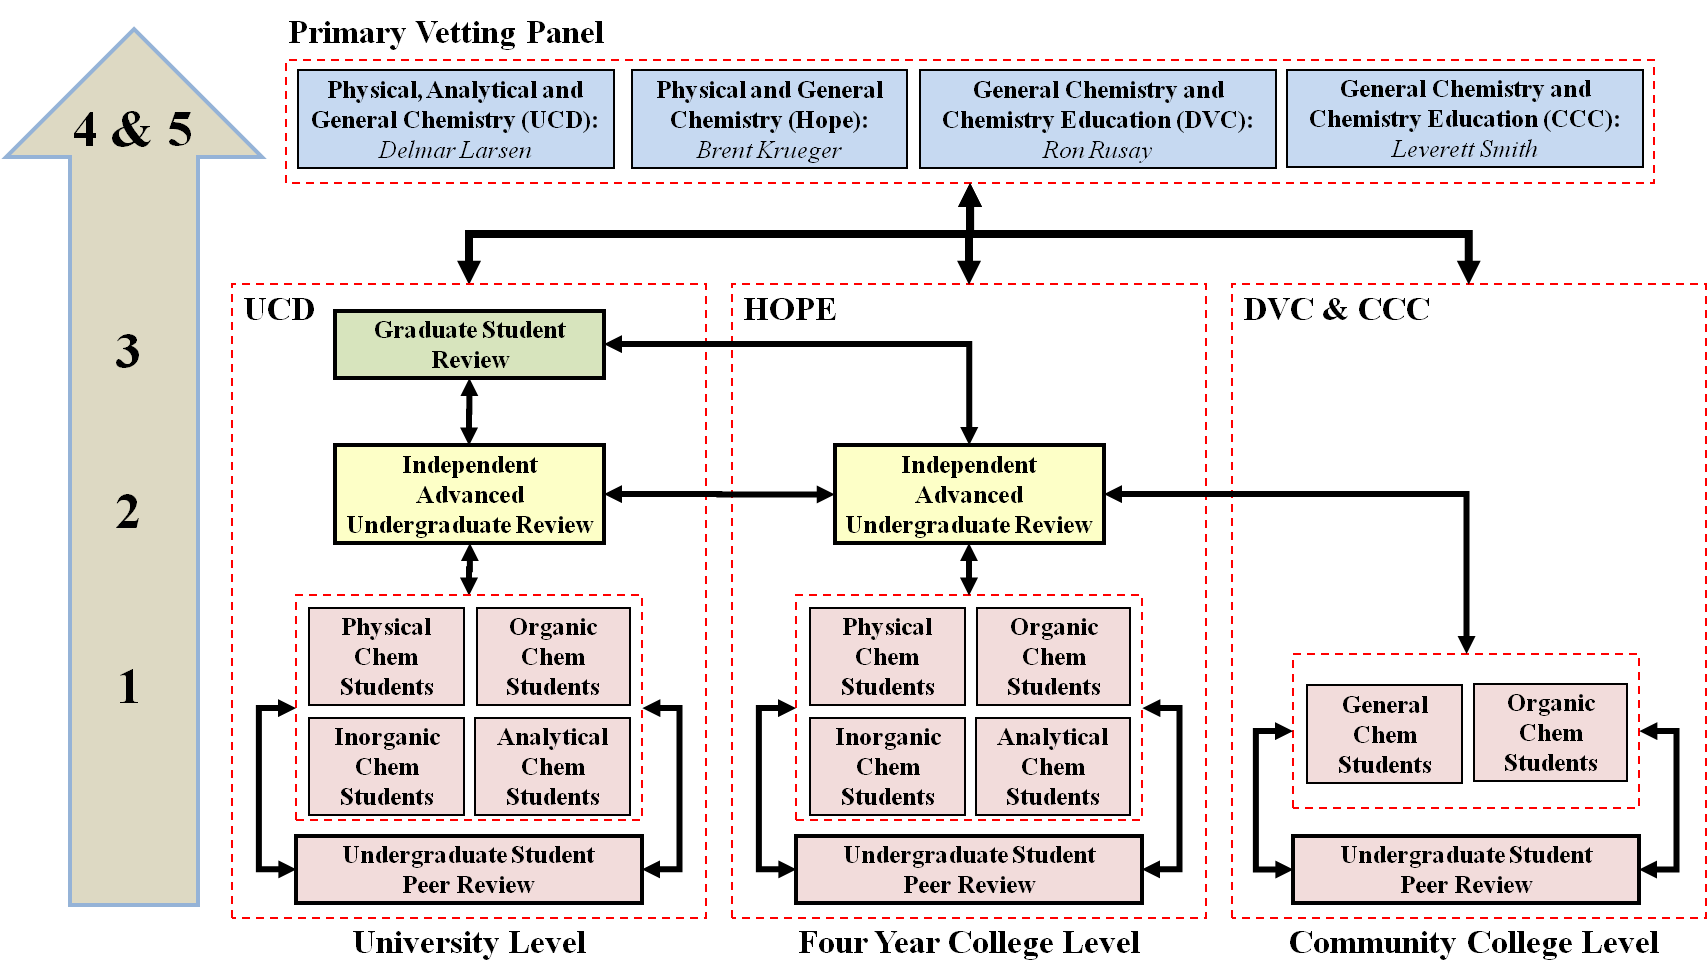 Primary Vetting Panel
4 & 5
Physical, Analytical and
General Chemistry (UCD):
Delmar Larsen
Physical and General
Chemistry (Hope):
Brent Krueger
General Chemistry and
Chemistry Education (DVC):
Ron Rusay
General Chemistry and
Chemistry Education (CCC):
Leverett Smith
3
2
1
UCD
Graduate Student
Review
Independent
Advanced
Undergraduate Review
Physical
Chem
Students
Organic
Chem
Students
Inorganic
Chem
Students
Analytical
Chem
Students
Undergraduate Student
Peer Review
University Level
HOPE
Independent
Advanced
Undergraduate Review
Physical
Chem
Students
Organic
Chem
Students
Inorganic
Chem
Students
Analytical
Chem
Students
Undergraduate Student
Peer Review
Four Year College Level
DVC & CCC
General
Chem
Students
Organic
Chem
Students
Undergraduate Student
Peer Review
Community College Level